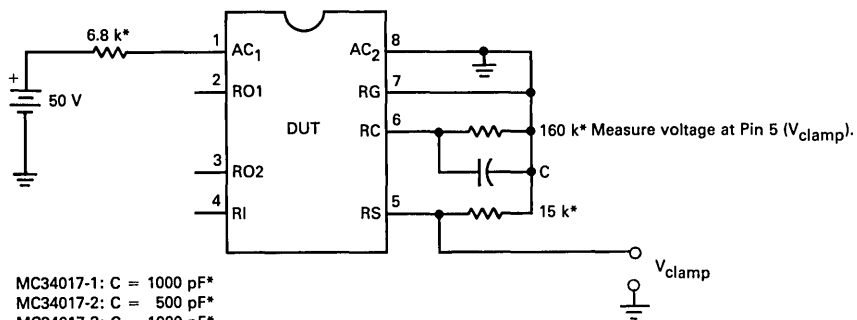 6.8 k*
1 AC1 AC2 8
+
50 V
2 RO1 RG 7
DUT RC 6
160 k* Measure voltage at Pin 5 (Vclamp).
C
3 RO2
4 RI RS 5
15 k*
Vclamp
MC34017-1: C = 1000 pF*
MC34017-2: C = 500 pF*